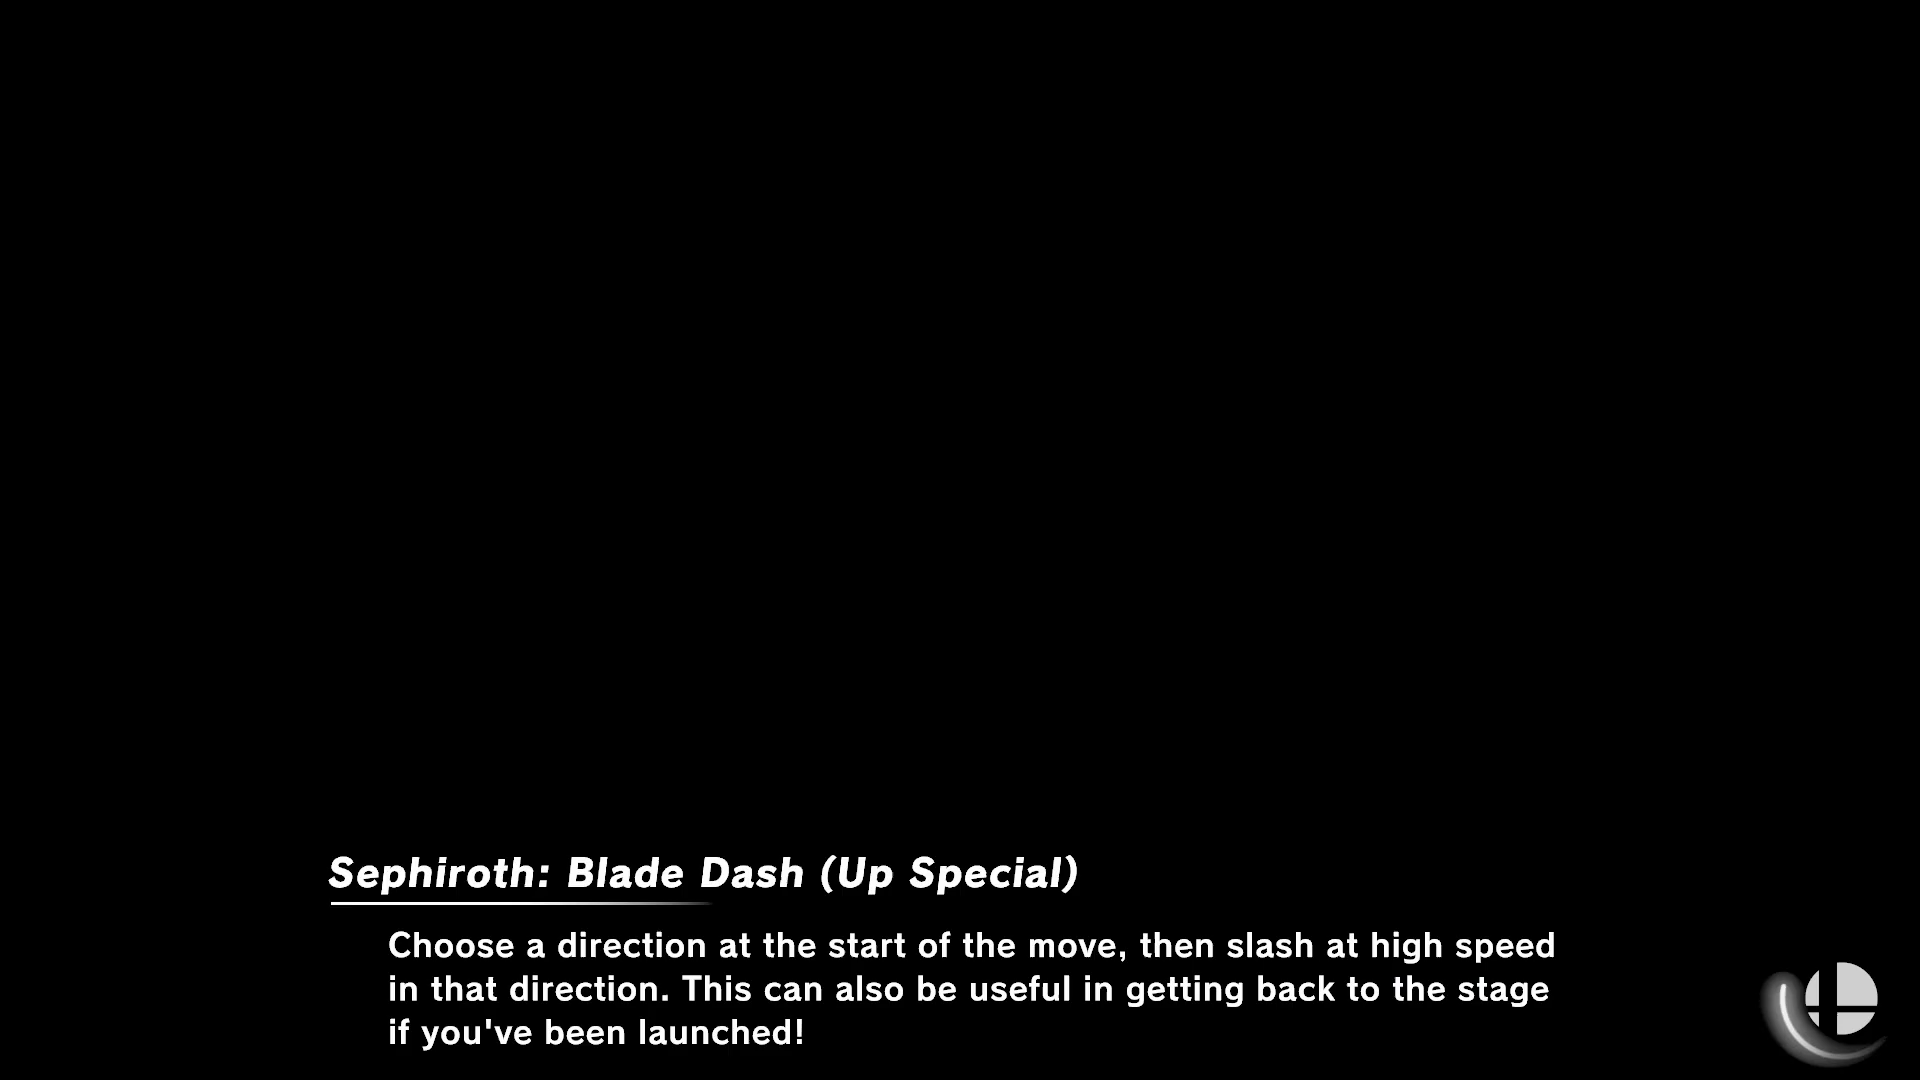 Sephiroth: Blade Dash (Up Special)
Choose a direction at the start of the move, then slash at high speed
in that direction. This can also be useful in getting back to the stage
if you've been launched!